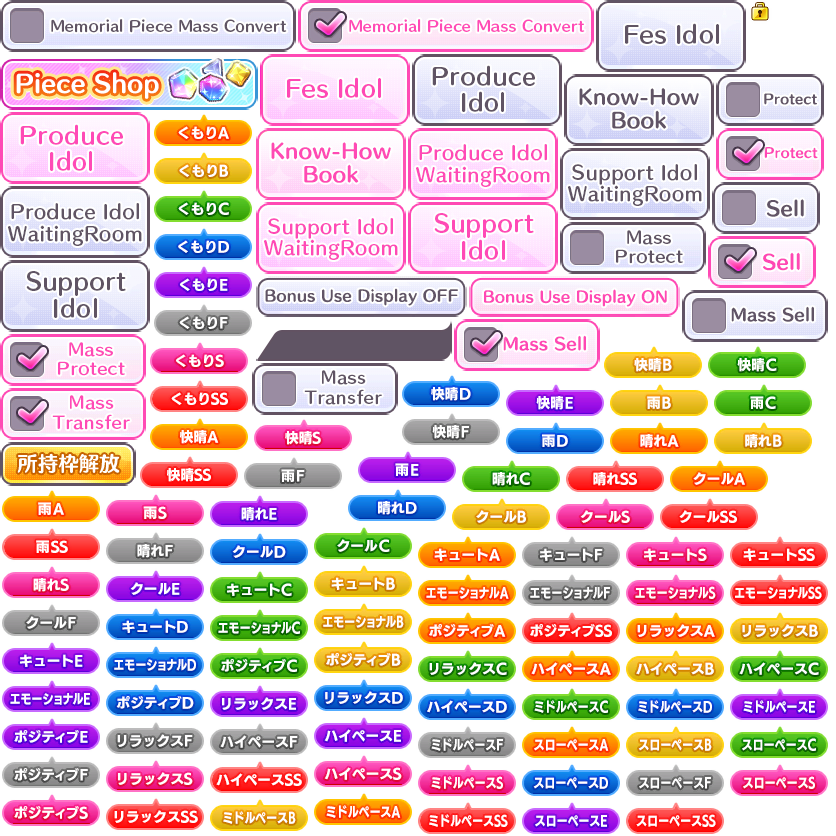 Memorial Piece Mass Convert
Memorial Piece Mass Convert
Fes Idol
Piece Shop
Fes Idol
Produce
Idol
Know-How
Book
Protect
Produce
Idol
くもりA
くもりB
くもりC
くもりD
くもりE
くもりF
くもりS
くもりSS
Know-How
Book
Produce Idol
WaitingRoom
Support Idol
WaitingRoom
Protect
Produce Idol
WaitingRoom
Support Idol
WaitingRoom
Support
Idol
Sell
Mass
Protect
Sell
Support
Idol
Bonus Use Display OFF
Bonus Use Display ON
Mass Sell
Mass Sell
Mass
Protect
Mass
Transfer
Mass
Transfer
快晴B
快晴C
快晴D
快晴E
雨B
雨C
快晴A
快晴S
快晴F
雨D
晴れA
晴れB
所持枠解放
快晴SS
雨F
雨E
晴れC
晴れSS
クールA
雨A
雨S
晴れE
晴れD
クールB
クールS
クールSS
雨SS
晴れF
クールD
クールC
キュートA
キュートF
キュートS
キュートSS
晴れS
クールE
キュートC
キュートB
エモーショナルA
エモーショナルF
エモーショナルS
エモーショナルSS
クールF
キュートD
エモーショナルC
エモーショナルB
ポジティブA
ポジティブSS
リラックスA
リラックスB
キュートE
エモーショナルD
ポジティブC
ポジティブB
リラックスC
ハイペースA
ハイペースB
ハイペースC
エモーショナルE
ポジティブD
リラックスE
リラックスD
ハイペースD
ミドルペースC
ミドルペースD
ミドルペースE
ポジティブE
リラックスF
ハイペースF
ハイペースE
ミドルペースF
スローペースA
スローペースB
スローペースC
ポジティブF
リラックスS
ハイペースSS
ハイペースS
ミドルペースS
スローペースD
スローペースF
スローペースS
ポジティブS
リラックスSS
ミドルペースB
ミドルペースA
ミドルペースSS
スローペースE
スローペースSS